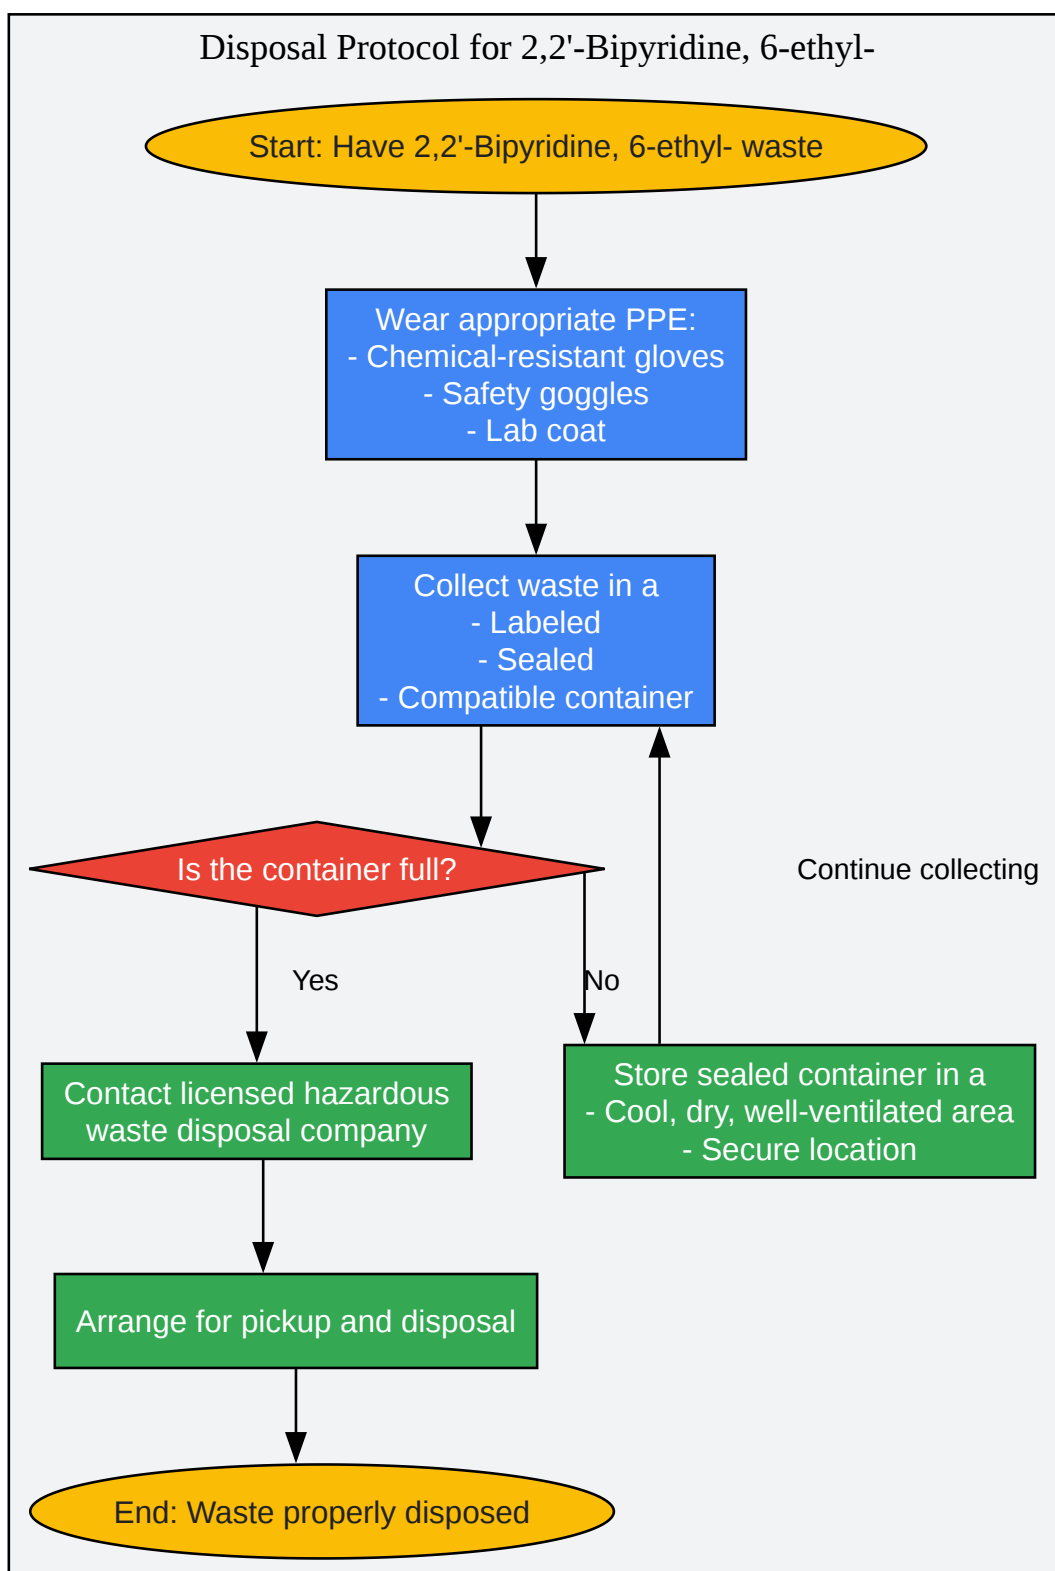 Disposal Protocol for 2,2'-Bipyridine, 6-ethyl-
Start: Have 2,2'-Bipyridine, 6-ethyl- waste
Wear appropriate PPE:
- Chemical-resistant gloves
- Safety goggles
- Lab coat
Collect waste in a
- Labeled
- Sealed
- Compatible container
Is the container full?
Continue collecting
Yes
No
Contact licensed hazardous
waste disposal company
Store sealed container in a
- Cool, dry, well-ventilated area
- Secure location
Arrange for pickup and disposal
End: Waste properly disposed